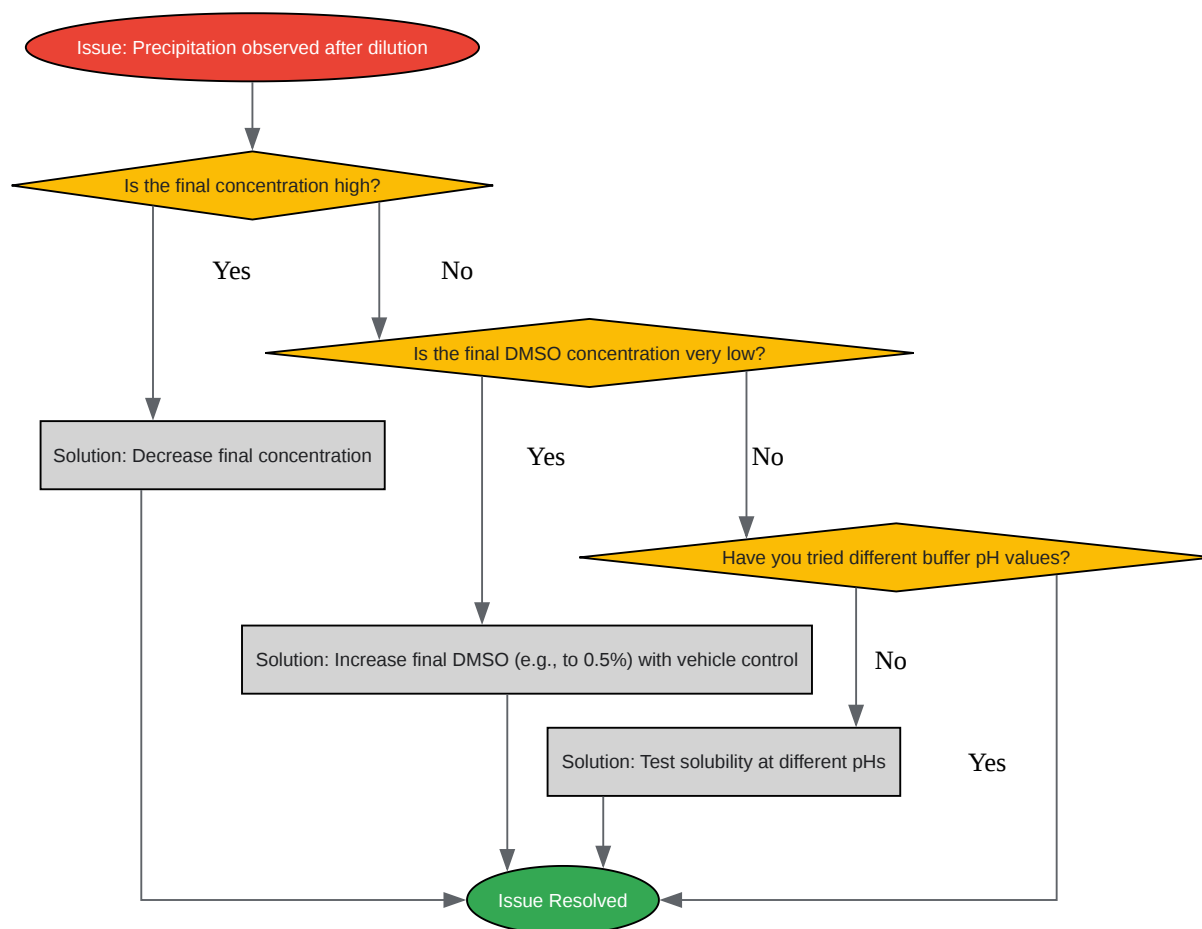 Issue: Precipitation observed after dilution
Is the final concentration high?
Yes
No
Is the final DMSO concentration very low?
Solution: Decrease final concentration
Yes
No
Have you tried different buffer pH values?
Solution: Increase final DMSO (e.g., to 0.5%) with vehicle control
No
Solution: Test solubility at different pHs
Yes
Issue Resolved